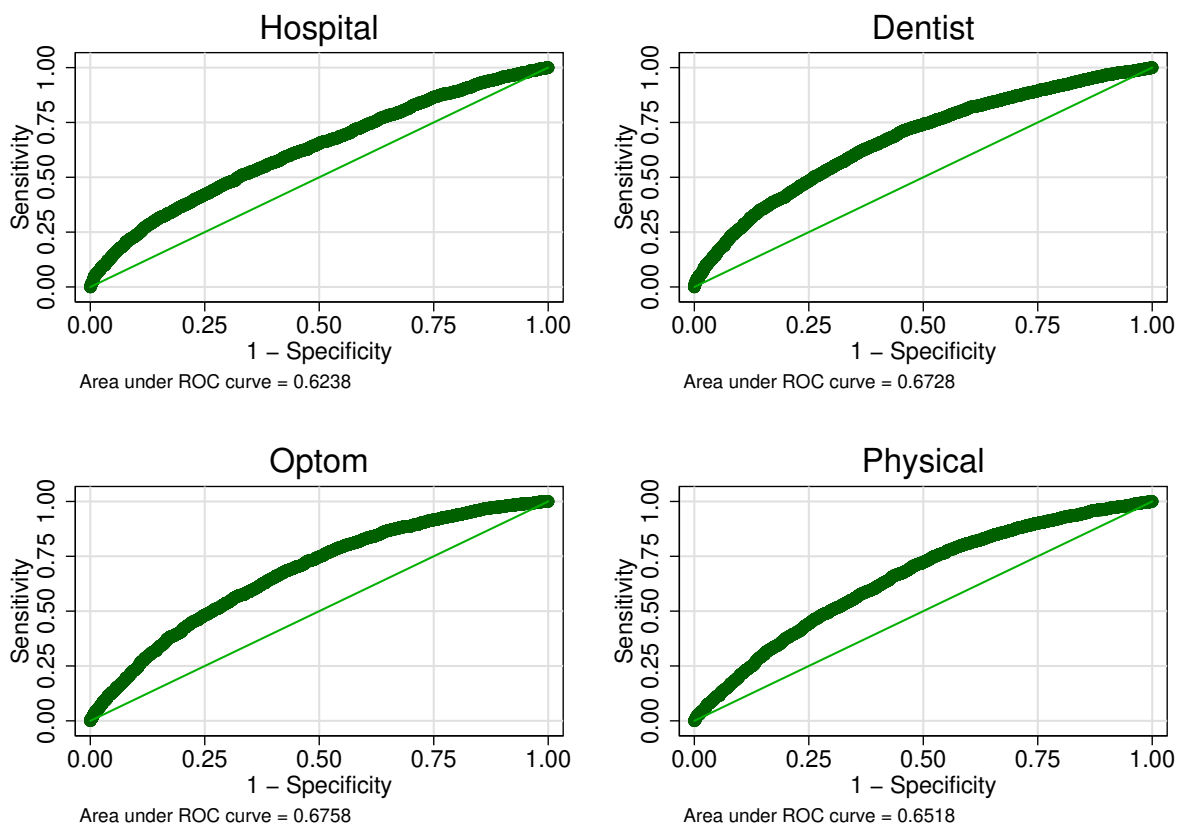 Hospital
Sensitivity
1.00
0.75
0.50
0.25
0.00
0.00 0.25 0.50 0.75 1.00
1 − Specificity
Area under ROC curve = 0.6238
Dentist
Sensitivity
1.00
0.75
0.50
0.25
0.00
0.00 0.25 0.50 0.75 1.00
1 − Specificity
Area under ROC curve = 0.6728
Optom
Sensitivity
1.00
0.75
0.50
0.25
0.00
0.00 0.25 0.50 0.75 1.00
1 − Specificity
Area under ROC curve = 0.6758
Physical
Sensitivity
1.00
0.75
0.50
0.25
0.00
0.00 0.25 0.50 0.75 1.00
1 − Specificity
Area under ROC curve = 0.6518